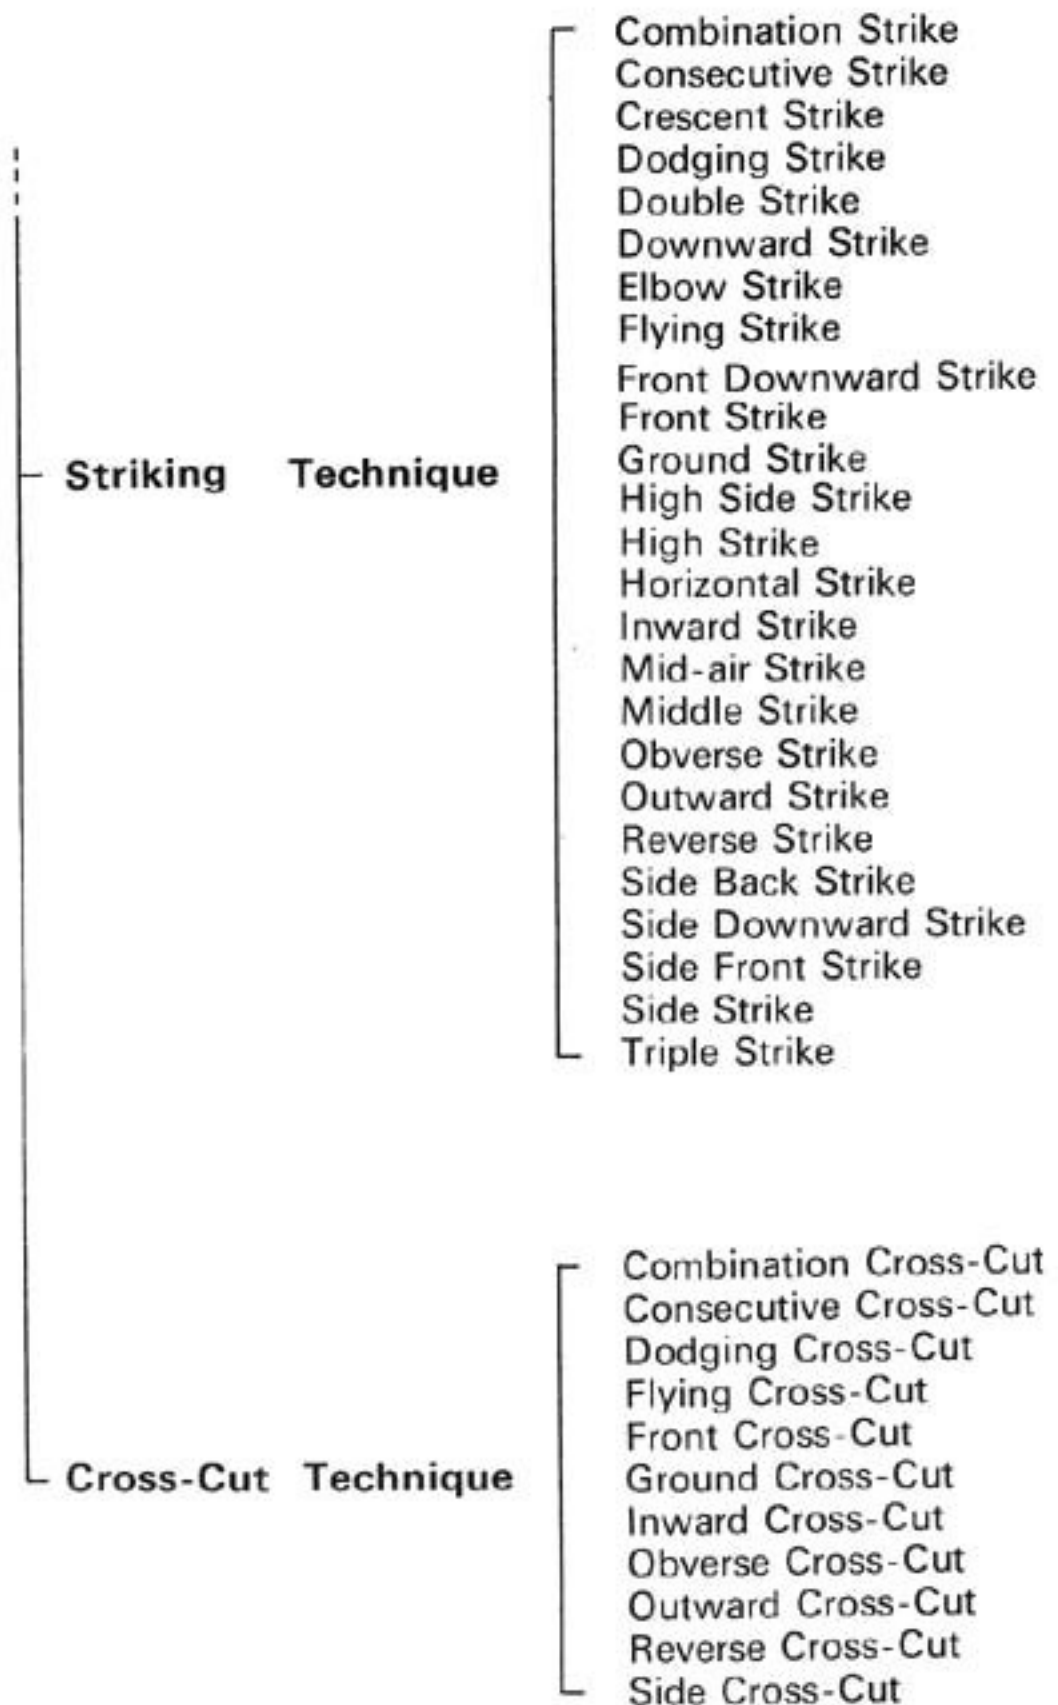 Combination Strike
Consecutive Strike
Crescent Strike
Dodging Strike
Double Strike
Downward Strike
Elbow Strike
Flying Strike
Front Downward Strike
Front Strike
Striking Technique
Ground Strike
High Side Strike
High Strike
Horizontal Strike
Inward Strike
Mid-air Strike
Middle Strike
Obverse Strike
Outward Strike
Reverse Strike
Side Back Strike
Side Downward Strike
Side Front Strike
Side Strike
Triple Strike
Combination Cross-Cut
Consecutive Cross-Cut
Dodging Cross-Cut
Flying Cross-Cut
Front Cross-Cut
Cross-Cut Technique
Ground Cross-Cut
Inward Cross-Cut
Obverse Cross-Cut
Outward Cross-Cut
Reverse Cross-Cut
Side Cross-Cut